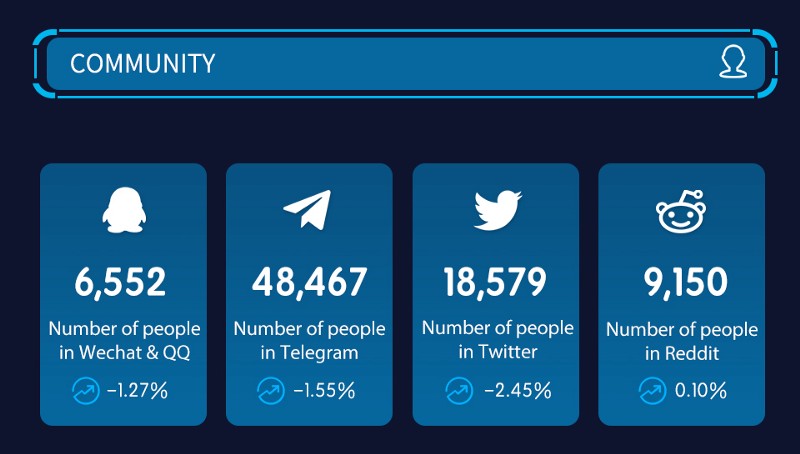 COMMUNITY
6,552
Number of people
in Wechat & QQ
-1.27%
48,467
Number of people
in Telegram
-1.55%
18,579
Number of people
in Twitter
-2.45%
9,150
Number of people
in Reddit
0.10%